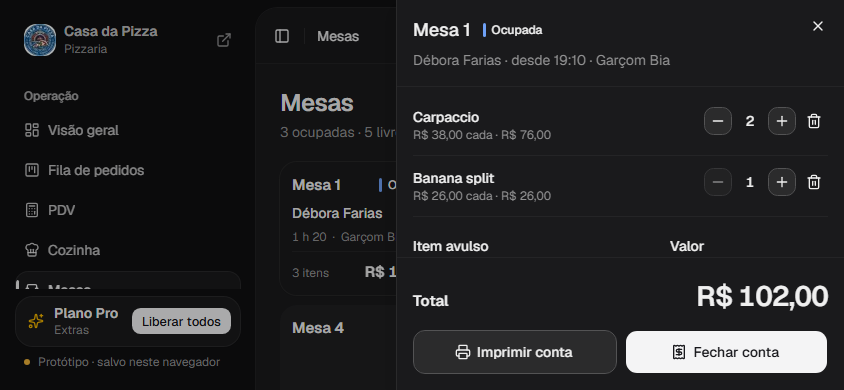 Casa da Pizza
Pizzaria
Operação
Visão geral
Fila de pedidos
PDV
Cozinha
Mesas
Plano Pro
Extras
Liberar todos
Protótipo · salvo neste navegador
Mesas
Mesas
3 ocupadas · 5 livr
Mesa 1
O
Débora Farias
1 h 20 · Garçom B
3 itens
R$ 1
Mesa 4
Mesa 1
Ocupada
Débora Farias · desde 19:10 · Garçom Bia
Carpaccio
R$ 38,00 cada · R$ 76,00
2
Banana split
R$ 26,00 cada · R$ 26,00
1
Item avulso
Valor
Total
R$ 102,00
Imprimir conta
Fechar conta